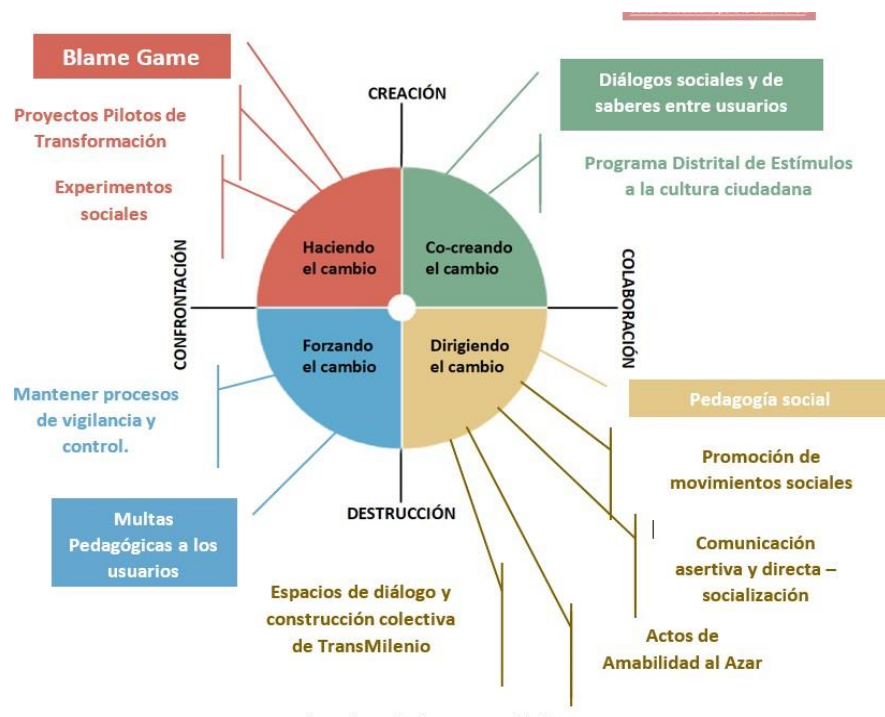 Blame Game
Proyectos Pilotos de
Transformación
Experimentos
sociales
CREACIÓN
Diálogos sociales y de
saberes entre usuarios
Programa Distrital de Estímulos
a la cultura ciudadana
CONFRONTACIÓN
Haciendo
el cambio
Co-creando
el cambio
COLABORACIÓN
Forzando
el cambio
Dirigiendo
el cambio
Mantener procesos
de vigilancia y
control.
Multas
Pedagógicas a los
usuarios
DESTRUCCIÓN
Pedagogía social
Promoción de
movimientos sociales
Comunicación
asertiva y directa –
socialización
Espacios de diálogo y
construcción colectiva
de TransMilenio
Actos de
Amabilidad al Azar